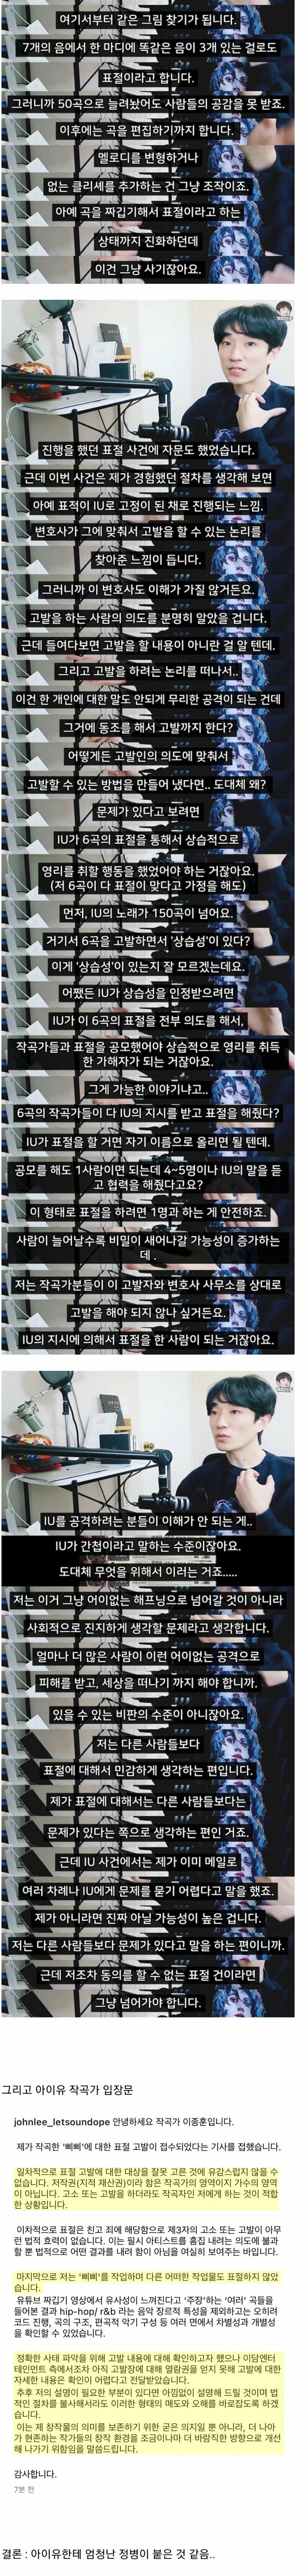 여기서부터 같은 그림 찾기가 됩니다.
7개의 음에서 한 마디에 똑같은 음이 3개 있는 걸로도
표절이라고 합니다.
그러니까 50곡으로 늘려놨어도 사람들의 공감을 못 받죠.
이후에는 곡을 편집하기까지 합니다.
멜로디를 변형하거나
없는 클리셰를 추가하는 건 그냥 조작이죠.
아예 곡을 짜깁기해서 표절이라고 하는
상태까지 진화하던데
이건 그냥 사기잖아요.
진행을 했던 표절 사건에 자문도 했었습니다.
근데 이번 사건은 제가 경험했던 절차를 생각해 보면
아예 표적이 IU로 고정이 된 채로 진행되는 느낌.
변호사가 그에 맞춰서 고발을 할 수 있는 논리를
찾아준 느낌이 듭니다.
그러니까 이 변호사도 이해가 가질 않거든요.
고발을 하는 사람의 의도를 분명히 알았을 겁니다.
근데 들여다보면 고발을 할 내용이 아니란 걸 알 텐데.
그리고 고발을 하려는 논리를 떠나서..
이건 한 개인에 대한 말도 안되게 무리한 공격이 되는 건데
그거에 동조를 해서 고발까지 한다?
어떻게든 고발인의 의도에 맞춰서
고발할 수 있는 방법을 만들어 냈다면.. 도대체 왜?
문제가 있다고 보려면
IU가 6곡의 표절을 통해서 상습적으로
영리를 취할 행동을 했었어야 하는 거잖아요.
(저 6곡이 다 표절이 맞다고 가정을 해도)
먼저, IU의 노래가 150곡이 넘어요.
거기서 6곡을 고발하면서 '상습성'이 있다?
이게 '상습성'이 있는지 잘 모르겠는데요.
어쨌든 IU가 상습성을 인정받으려면
IU가 이 6곡의 표절을 전부 의도를 해서,
작곡가들과 표절을 공모했어야 상습적으로 영리를 취득
한 가해자가 되는 거잖아요.
그게 가능한 이야기냐고..
6곡의 작곡가들이 다 IU의 지시를 받고 표절을 해줬다?
IU가 표절을 할 거면 자기 이름으로 올리면 될 텐데.
공모를 해도 1사람이면 되는데 4~5명이나 IU의 말을 듣
고 협력을 해줬다고요?
이 형태로 표절을 하려면 1명과 하는 게 안전하죠.
사람이 늘어날수록 비밀이 새어나갈 가능성이 증가하는
데 .
저는 작곡가분들이 이 고발자와 변호사 사무소를 상대로
고발을 해야 되지 않나 싶거든요.
IU의 지시에 의해서 표절을 한 사람이 되는 거잖아요.
IU를 공격하려는 분들이 이해가 안 되는 게..
IU가 간첩이라고 말하는 수준이잖아요.
도대체 무엇을 위해서 이러는 거죠.....
저는 이거 그냥 어이없는 해프닝으로 넘어갈 것이 아니라
사회적으로 진지하게 생각할 문제라고 생각합니다.
얼마나 더 많은 사람이 이런 어이없는 공격으로
피해를 받고, 세상을 떠나기 까지 해야 합니까.
있을 수 있는 비판의 수준이 아니잖아요.
저는 다른 사람들보다
표절에 대해서 민감하게 생각하는 편입니다.
제가 표절에 대해서는 다른 사람들보다는
문제가 있다는 쪽으로 생각하는 편인 거죠.
근데 IU 사건에서는 제가 이미 메일로
여러 차례나 IU에게 문제를 묻기 어렵다고 말을 했죠.
제가 아니라면 진짜 아닐 가능성이 높은 겁니다.
저는 다른 사람들보다 문제가 있다고 말을 하는 편이니까.
근데 저조차 동의를 할 수 없는 표절 건이라면
그냥 넘어가야 합니다.
그리고 아이유 작곡가 입장문
johnlee_letsoundope 안녕하세요 작곡가 이종훈입니다.
제가 작곡한 '삐삐'에 대한 표절 고발이 접수되었다는 기사를 접했습니다.
일차적으로 표절 고발에 대한 대상을 잘못 고른 것에 유감스럽지 않을 수
없습니다. 저작권(지적 재산권)이라 함은 작곡가의 영역이지 가수의 영역
이 아닙니다. 고소 또는 고발을 하더라도 작곡자인 저에게 하는 것이 적합
한 상황입니다.
이차적으로 표절은 친고 죄에 해당함으로 제3자의 고소 또는 고발이 아무
런 법적 효력이 없습니다. 이는 필시 아티스트를 흠집 내려는 의도에 불과
할 뿐 법적으로 어떤 결과를 내려 함이 아님을 여실히 보여주는 바입니다.
마지막으로 저는 '삐삐'를 작업하며 다른 어떠한 작업물도 표절하지 않았
습니다.
유튜브 짜깁기 영상에서 유사성이 느껴진다고 '주장'하는 '여러' 곡들을
들어본 결과 hip-hop/ r&b 라는 음악 장르적 특성을 제외하고는 오히려
코드 진행, 곡의 구조, 편곡적 악기 구성 등 여러 면에서 차별성과 개별성
을 확인할 수 있었습니다.
정확한 사태 파악을 위해 고발 내용에 대해 확인하고자 했으나 이담엔터
테인먼트 측에서조차 아직 고발장에 대해 열람권을 얻지 못해 고발에 대한
자세한 내용은 확인이 어렵다고 전달받았습니다.
추후 저의 설명이 필요한 부분이 있다면 아낌없이 설명해 드릴 것이며 법
적인 절차를 불사해서라도 이러한 형태의 매도와 오해를 바로잡도록 하겠
습니다.
이는 제 창작물의 의미를 보존하기 위한 굳은 의지일 뿐 아니라, 더 나아
가 현존하는 작가들의 창작 환경을 조금이나마 더 바람직한 방향으로 개선
해 나가기 위함임을 말씀드립니다.
감사합니다.
7분 전
결론 : 아이유한테 엄청난 정병이 붙은 것 같음..